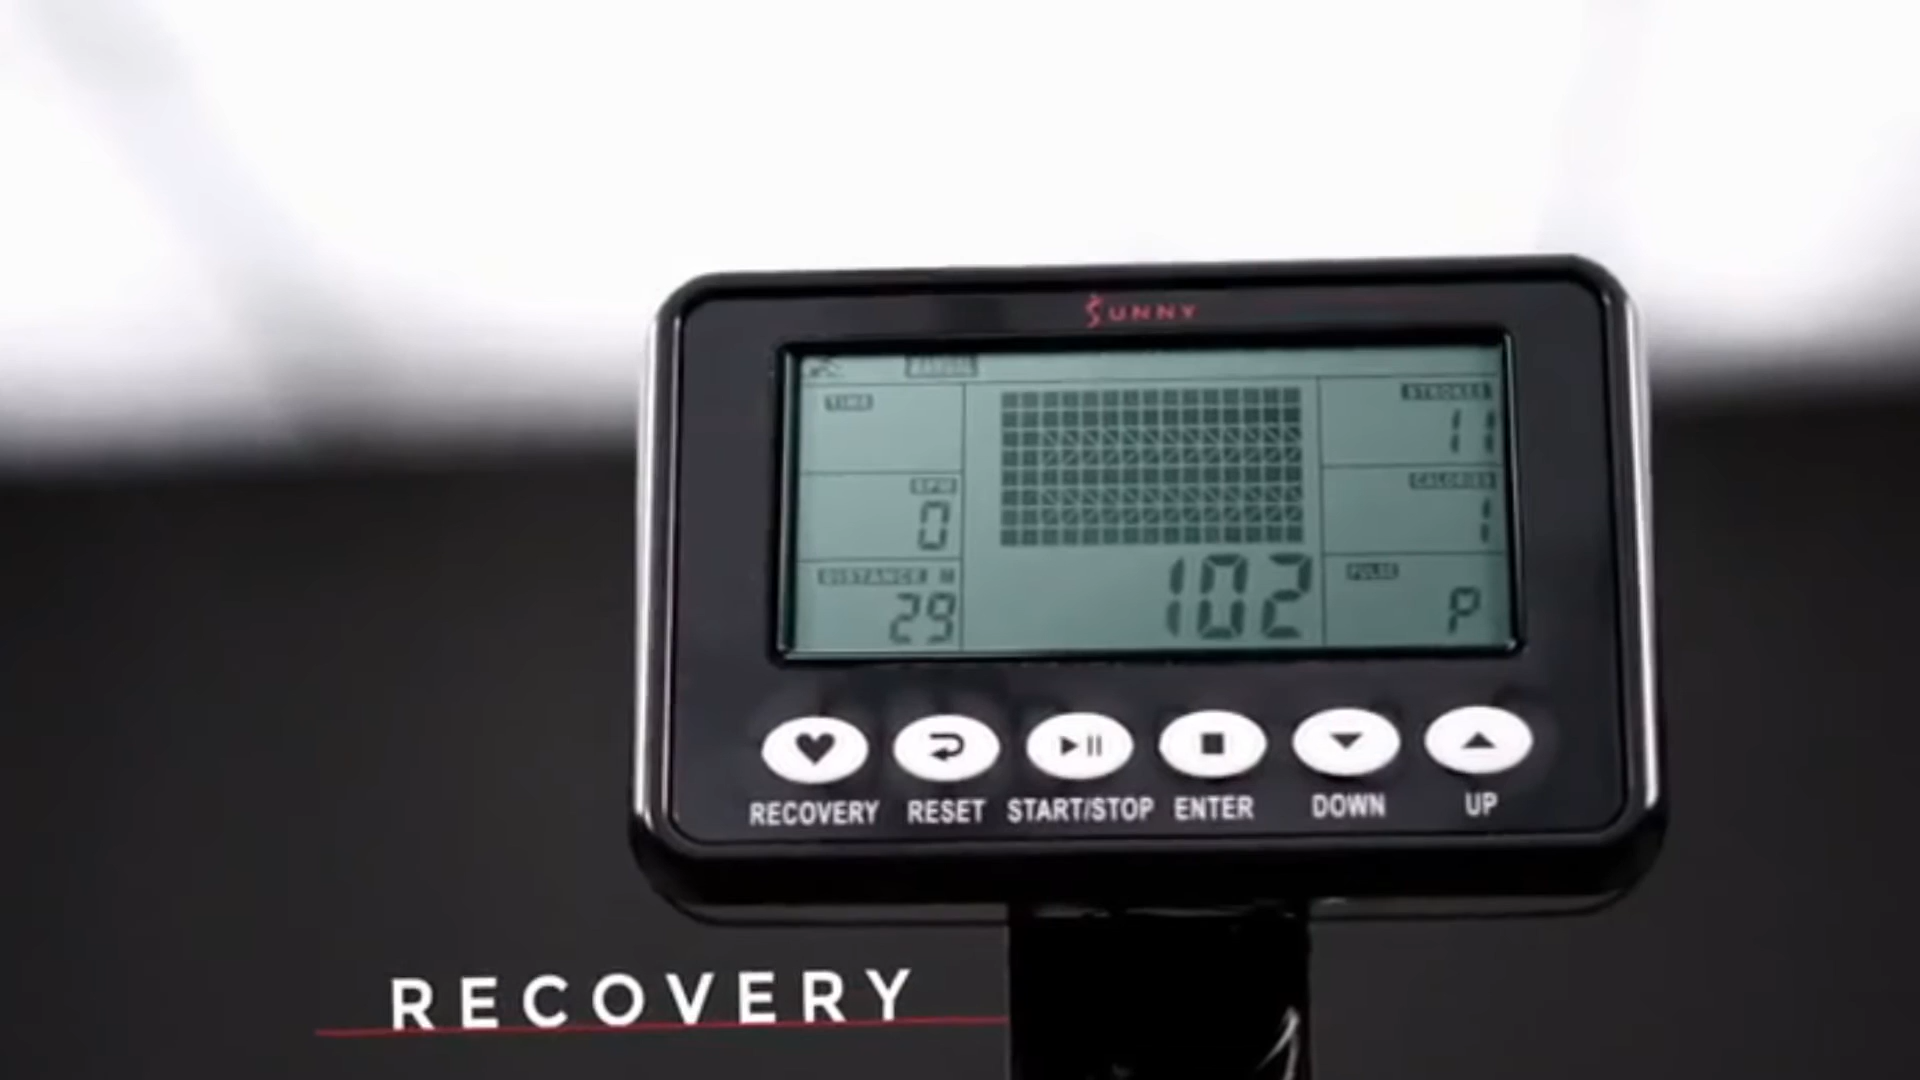 SUNNY
TIME
STROKES
11
SPM
0
CALORIES
1
DISTANCE M
29
102
PULSE
P
RECOVERY RESET START/STOP ENTER DOWN UP
RECOVERY